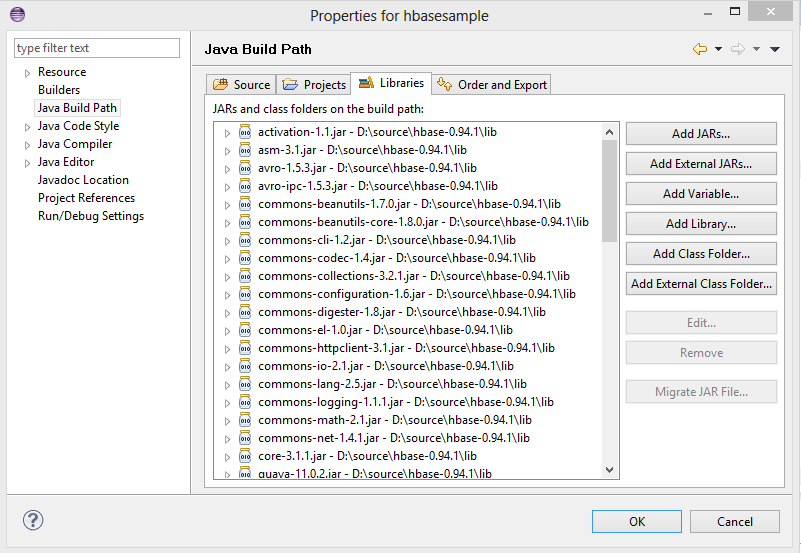 Properties for hbasesample
type filter text
Resource
Builders
Java Build Path
Java Code Style
Java Compiler
Java Editor
Javadoc Location
Project References
Run/Debug Settings
Java Build Path
Source
Projects
Libraries
Order and Export
JARs and class folders on the build path:
activation-1.1.jar - D:\source\hbase-0.94.1\lib
asm-3.1.jar - D:\source\hbase-0.94.1\lib
avro-1.5.3.jar - D:\source\hbase-0.94.1\lib
avro-ipc-1.5.3.jar - D:\source\hbase-0.94.1\lib
commons-beanutils-1.7.0.jar - D:\source\hbase-0.94.1\lib
commons-beanutils-core-1.8.0.jar - D:\source\hbase-0.94.1\lib
commons-cli-1.2.jar - D:\source\hbase-0.94.1\lib
commons-codec-1.4.jar - D:\source\hbase-0.94.1\lib
commons-collections-3.2.1.jar - D:\source\hbase-0.94.1\lib
commons-configuration-1.6.jar - D:\source\hbase-0.94.1\lib
commons-digester-1.8.jar - D:\source\hbase-0.94.1\lib
commons-el-1.0.jar - D:\source\hbase-0.94.1\lib
commons-httpclient-3.1.jar - D:\source\hbase-0.94.1\lib
commons-io-2.1.jar - D:\source\hbase-0.94.1\lib
commons-lang-2.5.jar - D:\source\hbase-0.94.1\lib
commons-logging-1.1.1.jar - D:\source\hbase-0.94.1\lib
commons-math-2.1.jar - D:\source\hbase-0.94.1\lib
commons-net-1.4.1.jar - D:\source\hbase-0.94.1\lib
core-3.1.1.jar - D:\source\hbase-0.94.1\lib
guava-11.0.2.jar - D:\source\hbase-0.94.1\lib
Add JARs...
Add External JARs...
Add Variable...
Add Library...
Add Class Folder...
Add External Class Folder...
Edit...
Remove
Migrate JAR File...
OK
Cancel